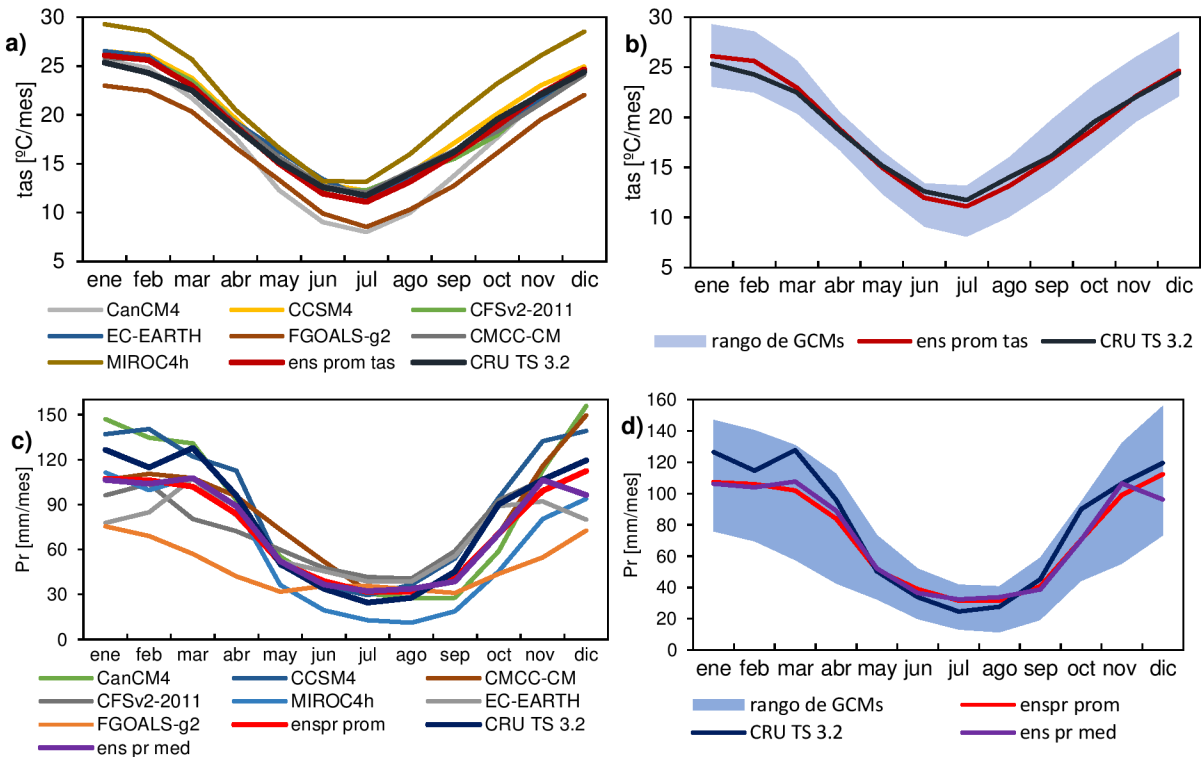 a)
tas [ºC/mes]
30
25
20
15
10
5
ene feb mar abr may jun jul ago sep oct nov dic
CanCM4 CCSM4 CFSv2-2011
EC-EARTH FGOALS-g2 CMCC-CM
MIROC4h ens prom tas CRU TS 3.2
b)
tas [ºC/mes]
30
25
20
15
10
5
ene feb mar abr may jun jul ago sep oct nov dic
rango de GCMs ens prom tas CRU TS 3.2
c)
Pr [mm/mes]
150
120
90
60
30
0
ene feb mar abr may jun jul ago sep oct nov dic
CanCM4 CCSM4 CMCC-CM
CFSv2-2011 MIROC4h EC-EARTH
FGOALS-g2 enspr prom CRU TS 3.2
ens pr med
d)
Pr [mm/mes]
160
140
120
100
80
60
40
20
0
ene feb mar abr may jun jul ago sep oct nov dic
rango de GCMs enspr prom
CRU TS 3.2 ens pr med